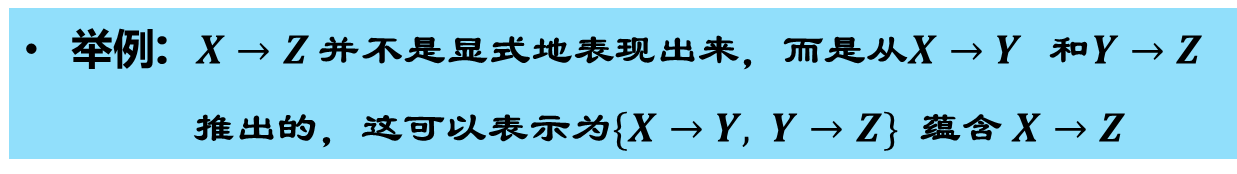 • 举例：X → Z 并不是显式地表现出来，而是从X → Y 和Y → Z
推出的，这可以表示为{X → Y, Y → Z} 蕴含 X → Z